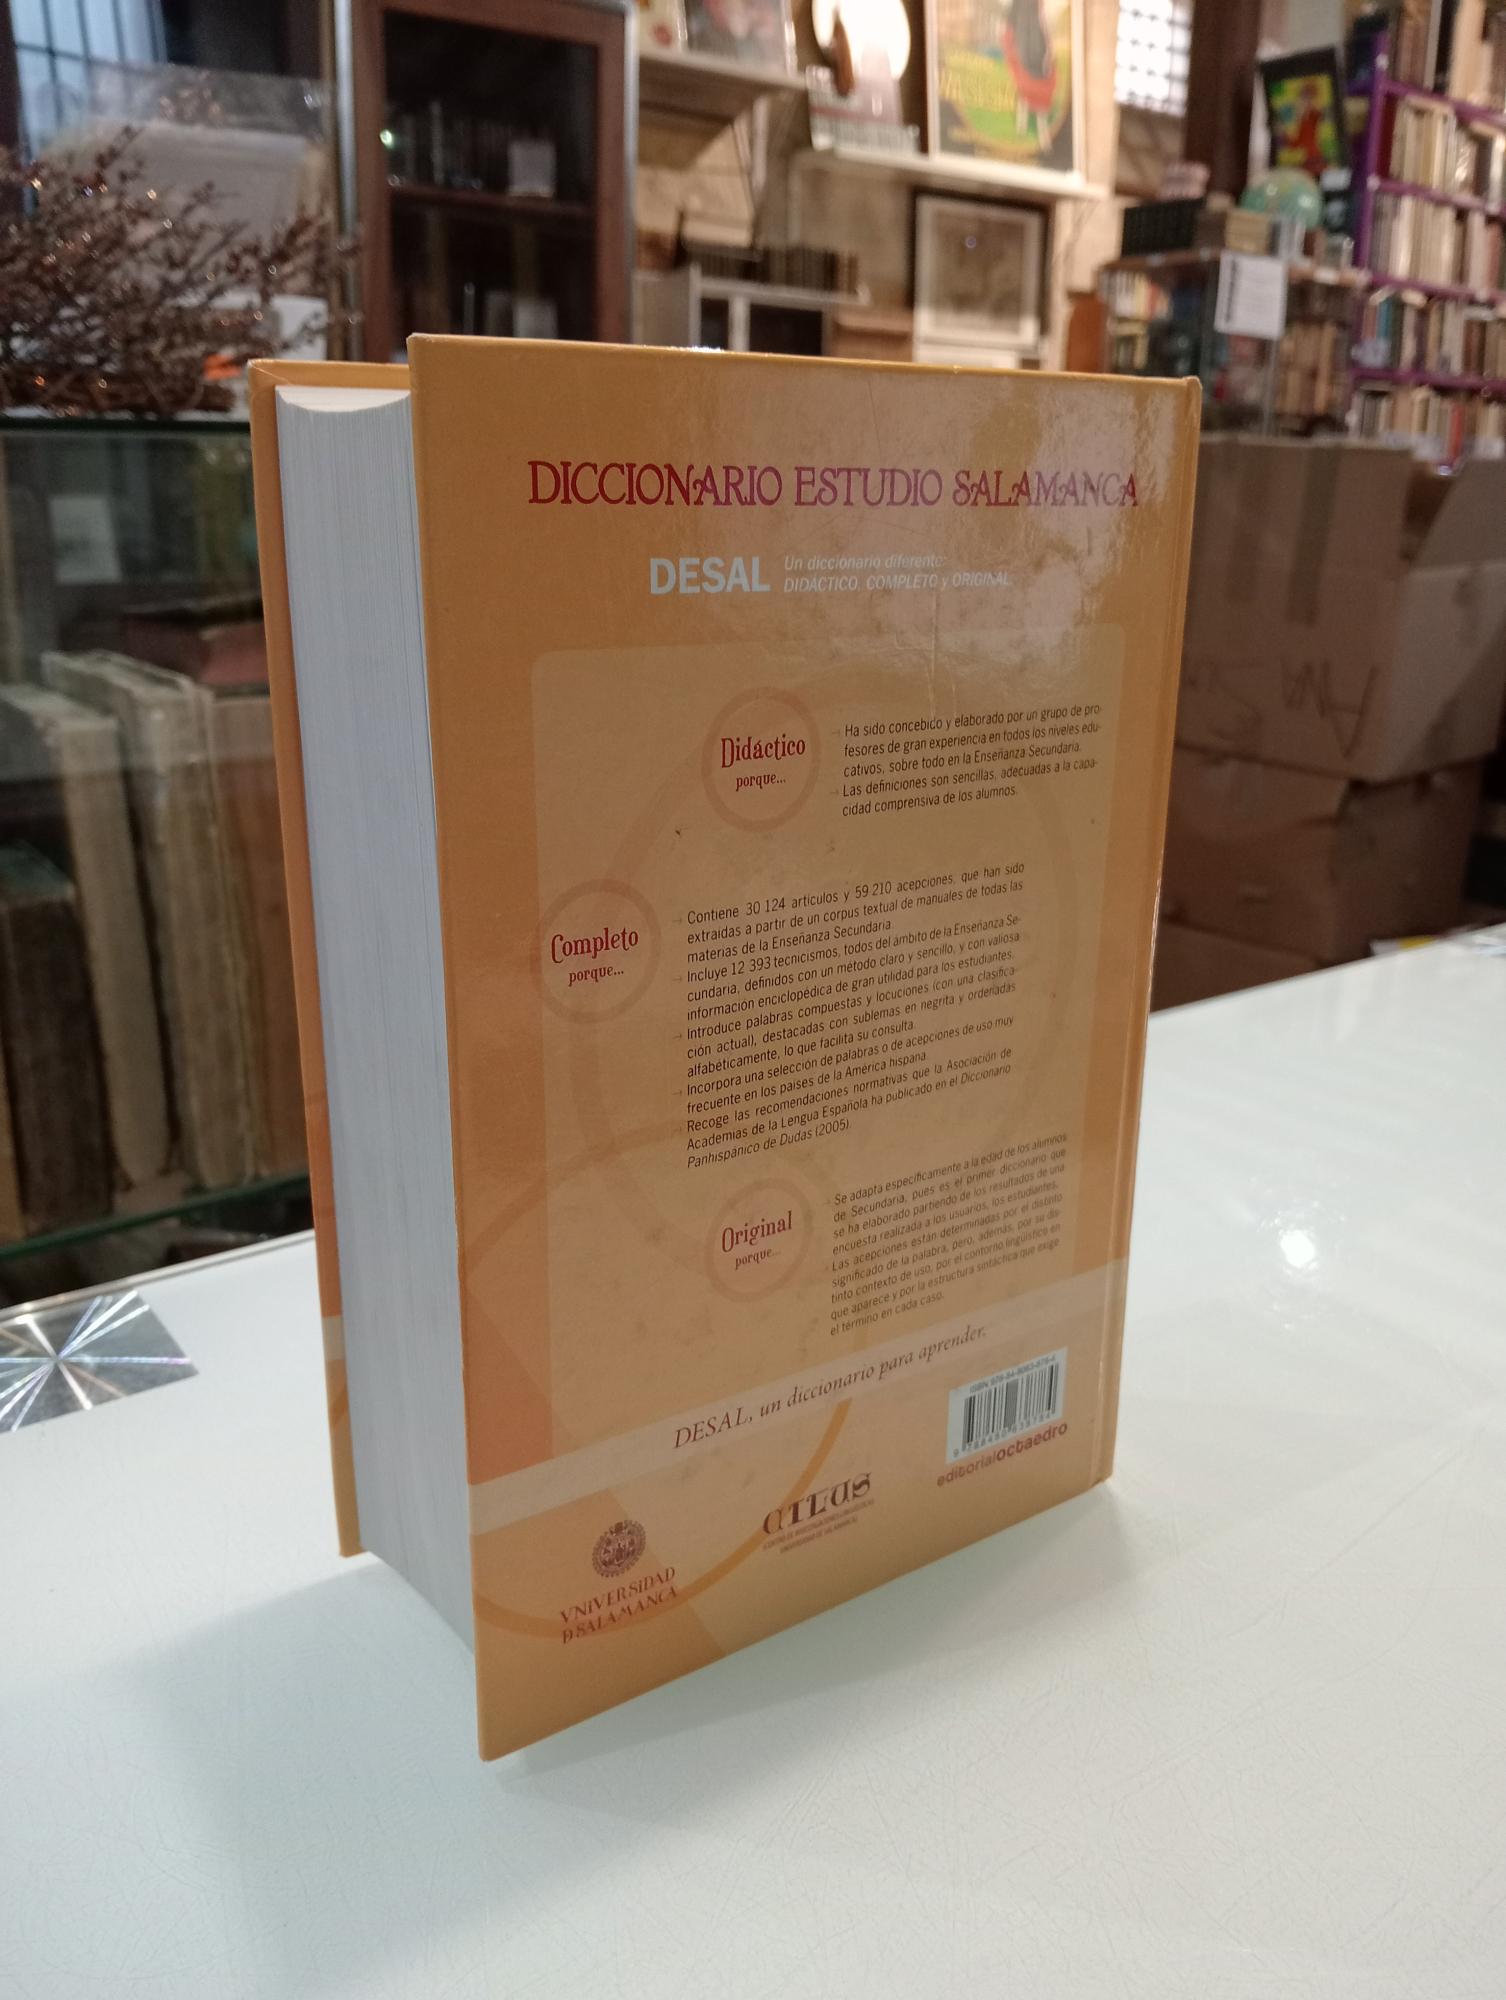 DICCIONARIO ESTUDIO SALAMANCA
DESAL
Un diccionario diferente:
DIDÁCTICO, COMPLETO y ORIGINAL.
Didáctico
porque...
Ha sido concebido y elaborado por un grupo de pro-
fesores de gran experiencia en todos los niveles edu-
cativos, sobre todo en la Enseñanza Secundaria.
Las definiciones son sencillas, adecuadas a la capa-
cidad comprensiva de los alumnos.
Completo
porque...
Contiene 30 124 artículos y 59 210 acepciones, que han sido
extraídas a partir de un corpus textual de manuales de todas las
materias de la Enseñanza Secundaria.
Incluye 12 393 tecnicismos, todos del ámbito de la Enseñanza Se-
cundaria, definidos con un método claro y sencillo, y con valiosa
información enciclopédica de gran utilidad para los estudiantes.
Introduce palabras compuestas y locuciones (con una clasifica-
ción actual), destacadas con sublemas en negrita y ordenadas
alfabéticamente, lo que facilita su consulta.
Incorpora una selección de palabras o de acepciones de uso muy
frecuente en los países de la América hispana.
Recoge las recomendaciones normativas que la Asociación de
Academias de la Lengua Española ha publicado en el Diccionario
Panhispánico de Dudas (2005).
Original
porque...
Se adapta específicamente a la edad de los alumnos
de Secundaria, pues es el primer diccionario que
se ha elaborado partiendo de los resultados de una
encuesta realizada a los usuarios, los estudiantes.
Las acepciones están determinadas por el distinto
significado de la palabra, pero, además, por su dis-
tinto contexto de uso, por el contorno lingüístico en
que aparece y por la estructura sintáctica que exige
el término en cada caso.
DESAL, un diccionario para aprender.
editorialoctaedro
CILUS
(CENTRO DE INVESTIGACIONES LINGÜÍSTICAS
UNIVERSIDAD DE SALAMANCA)
VNiVERSiDAD
D SALAMANCA